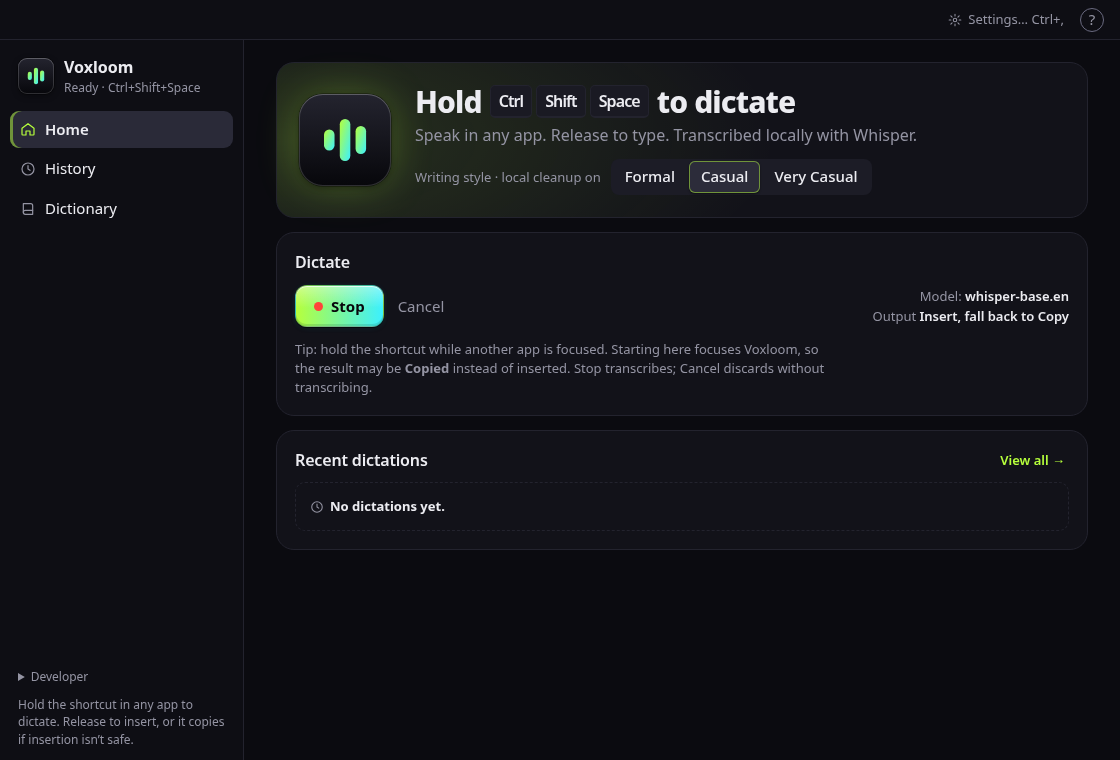 Settings... Ctrl+,
?
Voxloom
Ready · Ctrl+Shift+Space
Home
History
Dictionary
Hold Ctrl Shift Space to dictate
Speak in any app. Release to type. Transcribed locally with Whisper.
Writing style · local cleanup on Formal Casual Very Casual
Dictate
Stop Cancel
Model: whisper-base.en
Output Insert, fall back to Copy
Tip: hold the shortcut while another app is focused. Starting here focuses Voxloom, so
the result may be Copied instead of inserted. Stop transcribes; Cancel discards without
transcribing.
Recent dictations
View all →
No dictations yet.
Developer
Hold the shortcut in any app to
dictate. Release to insert, or it copies
if insertion isn't safe.